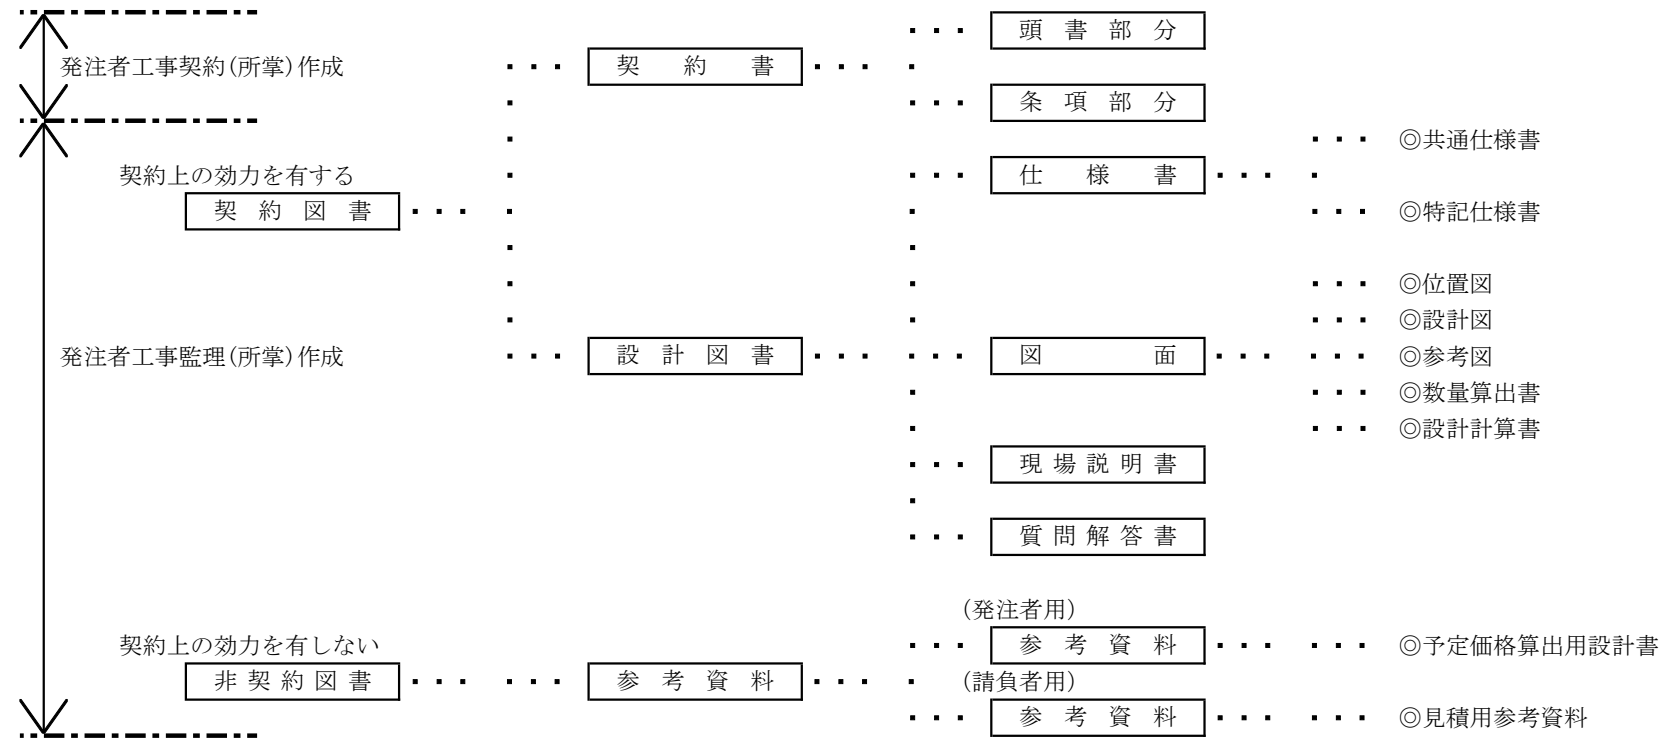 頭書部分
発注者工事契約(所掌)作成 契約書
条項部分
◎共通仕様書
契約上の効力を有する 仕様書
契約図書 ◎特記仕様書
◎位置図
◎設計図
発注者工事監理(所掌)作成 設計図書 図面 ◎参考図
◎数量算出書
◎設計計算書
現場説明書
質問解答書
(発注者用)
契約上の効力を有しない 参考資料 ◎予定価格算出用設計書
非契約図書 参考資料 (請負者用)
参考資料 ◎見積用参考資料